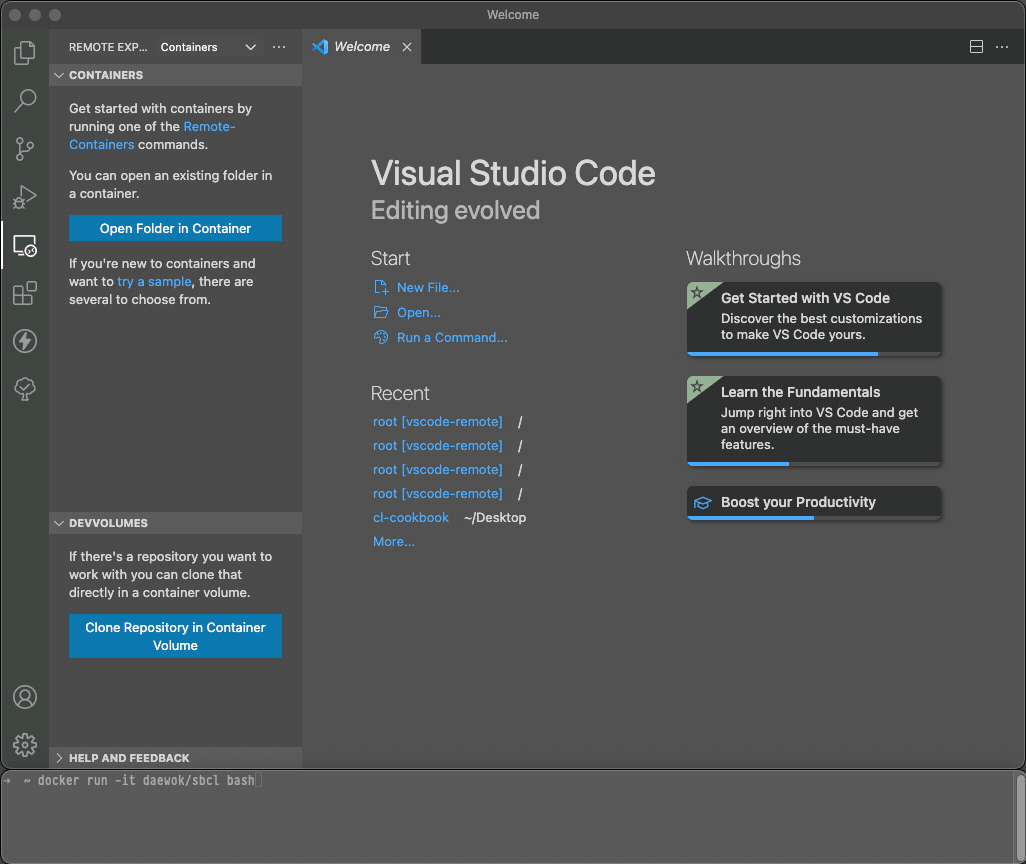 Welcome
REMOTE EXP... Containers
CONTAINERS
Get started with containers by
running one of the Remote-
Containers commands.
You can open an existing folder in
a container.
Open Folder in Container
If you're new to containers and
want to try a sample, there are
several to choose from.
DEVVOLUMES
If there's a repository you want to
work with you can clone that
directly in a container volume.
Clone Repository in Container
Volume
HELP AND FEEDBACK
Welcome
Visual Studio Code
Editing evolved
Start
New File...
Open...
Run a Command...
Recent
root [vscode-remote] /
root [vscode-remote] /
root [vscode-remote] /
root [vscode-remote] /
cl-cookbook ~/Desktop
More...
Walkthroughs
Get Started with VS Code
Discover the best customizations
to make VS Code yours.
Learn the Fundamentals
Jump right into VS Code and get
an overview of the must-have
features.
Boost your Productivity
→ ~ docker run -it daewok/sbcl bash